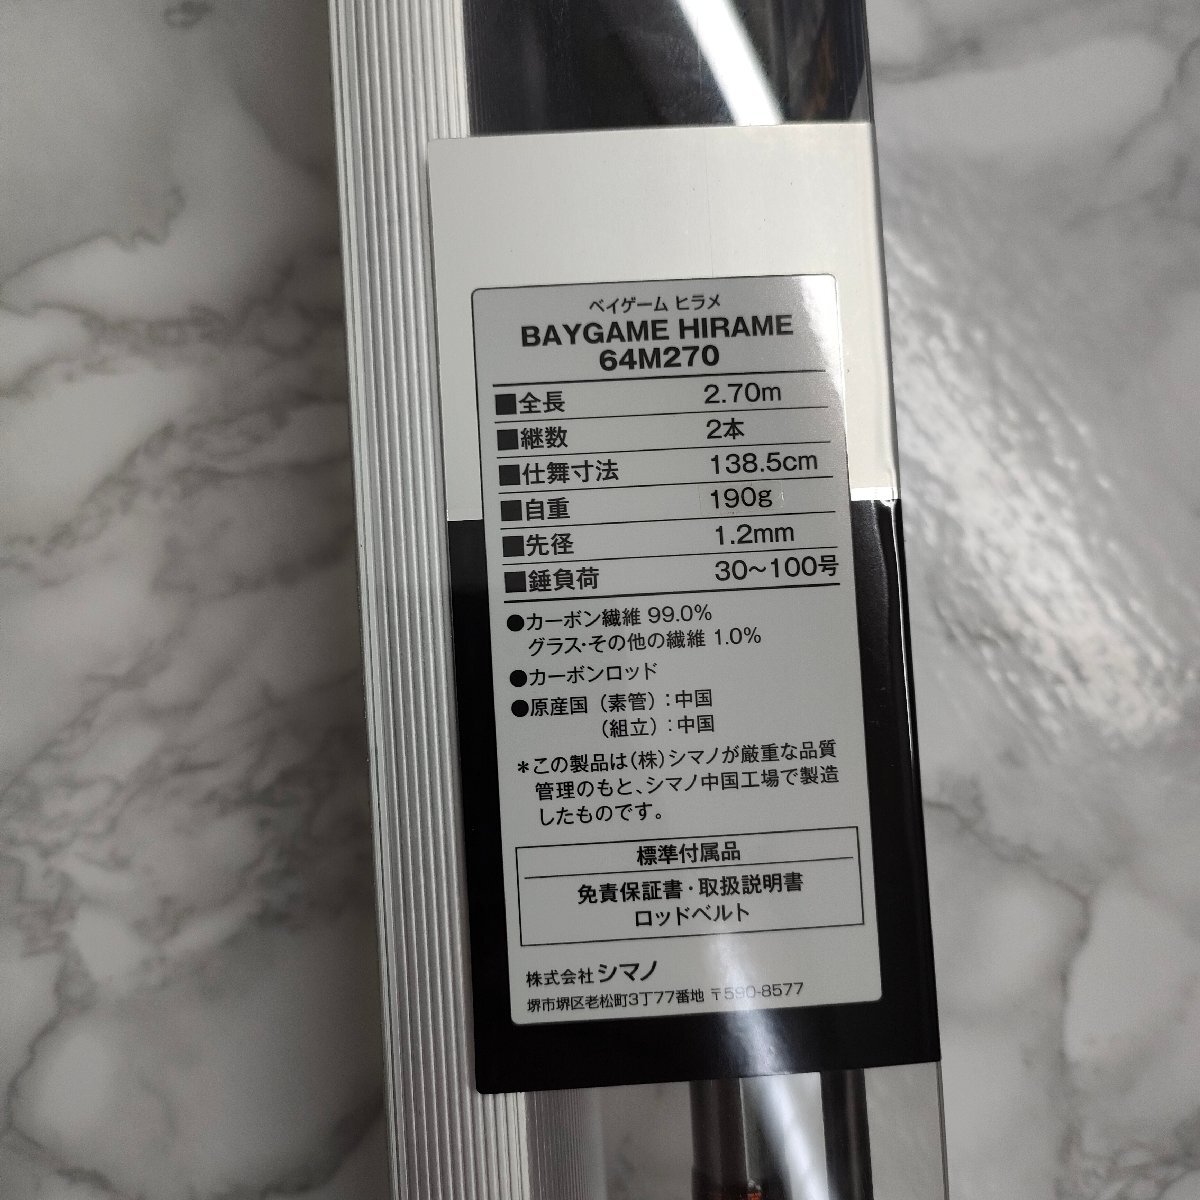 ベイゲーム ヒラメ
BAYGAME HIRAME
64M270
■全長 2.70m
■継数 2本
■仕舞寸法 138.5cm
■自重 190g
■先径 1.2mm
■錘負荷 30～100号
●カーボン繊維 99.0%
グラス・その他の繊維 1.0%
●カーボンロッド
●原産国（素管）：中国
（組立）：中国
＊この製品は（株）シマノが厳重な品質
管理のもと、シマノ中国工場で製造
したものです。
標準付属品
免責保証書・取扱説明書
ロッドベルト
株式会社 シマノ
堺市堺区老松町3丁77番地 〒590-8577